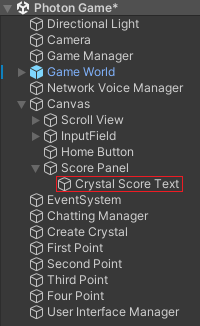 Photon Game*
Directional Light
Camera
Game Manager
Game World
Network Voice Manager
Canvas
Scroll View
InputField
Home Button
Score Panel
Crystal Score Text
EventSystem
Chatting Manager
Create Crystal
First Point
Second Point
Third Point
Four Point
User Interface Manager